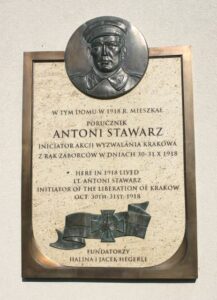 W TYM DOMU W 1918 R. MIESZKAŁ
PORUCZNIK
ANTONI STAWARZ
INICJATOR AKCJI WYZWALANIA KRAKOWA
Z RĄK ZABORCÓW W DNIACH 30-31.X 1918
HERE IN 1918 LIVED
LT. ANTONI STAWARZ
INITIATOR OF THE LIBERATION OF KRAKÓW
OCT. 30TH-31ST. 1918
FUNDATORZY
HALINA I JACEK HEGERLE